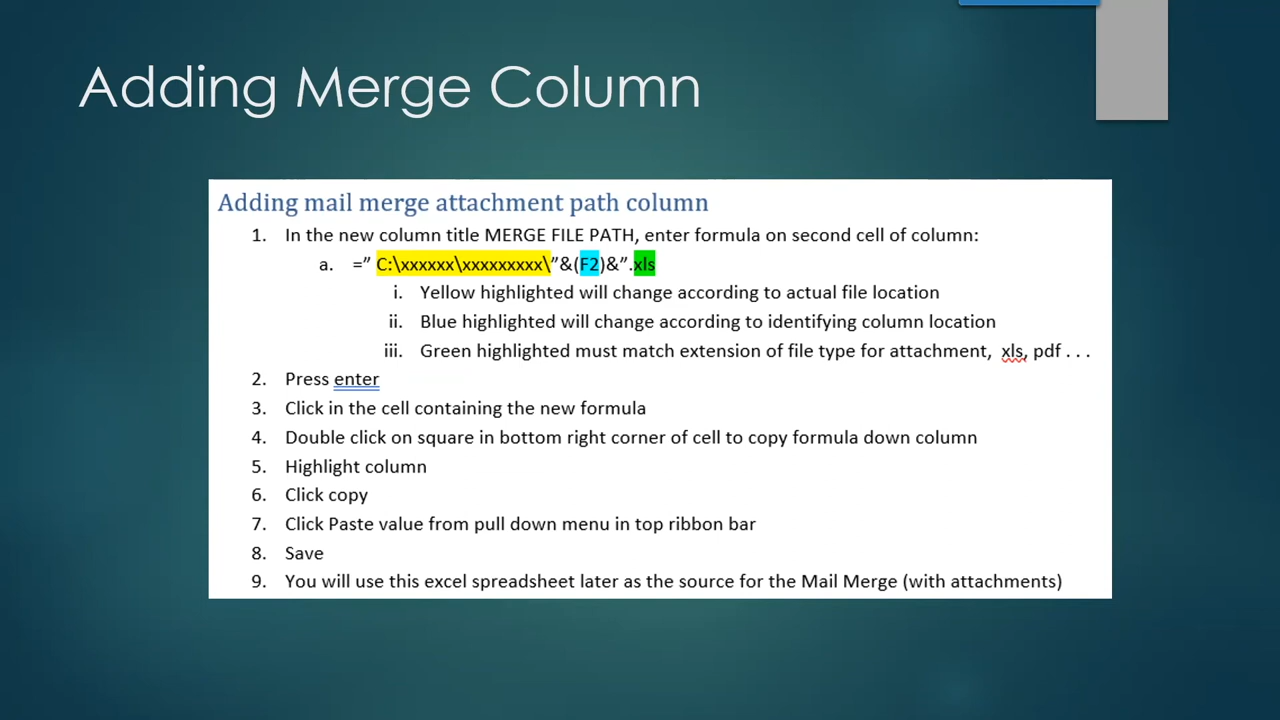 Adding Merge Column
Adding mail merge attachment path column
1. In the new column title MERGE FILE PATH, enter formula on second cell of column:
a. =” C:\xxxxxx\xxxxxxxxx\”&(F2)&”.xls
i. Yellow highlighted will change according to actual file location
ii. Blue highlighted will change according to identifying column location
iii. Green highlighted must match extension of file type for attachment, xls, pdf . . .
2. Press enter
3. Click in the cell containing the new formula
4. Double click on square in bottom right corner of cell to copy formula down column
5. Highlight column
6. Click copy
7. Click Paste value from pull down menu in top ribbon bar
8. Save
9. You will use this excel spreadsheet later as the source for the Mail Merge (with attachments)